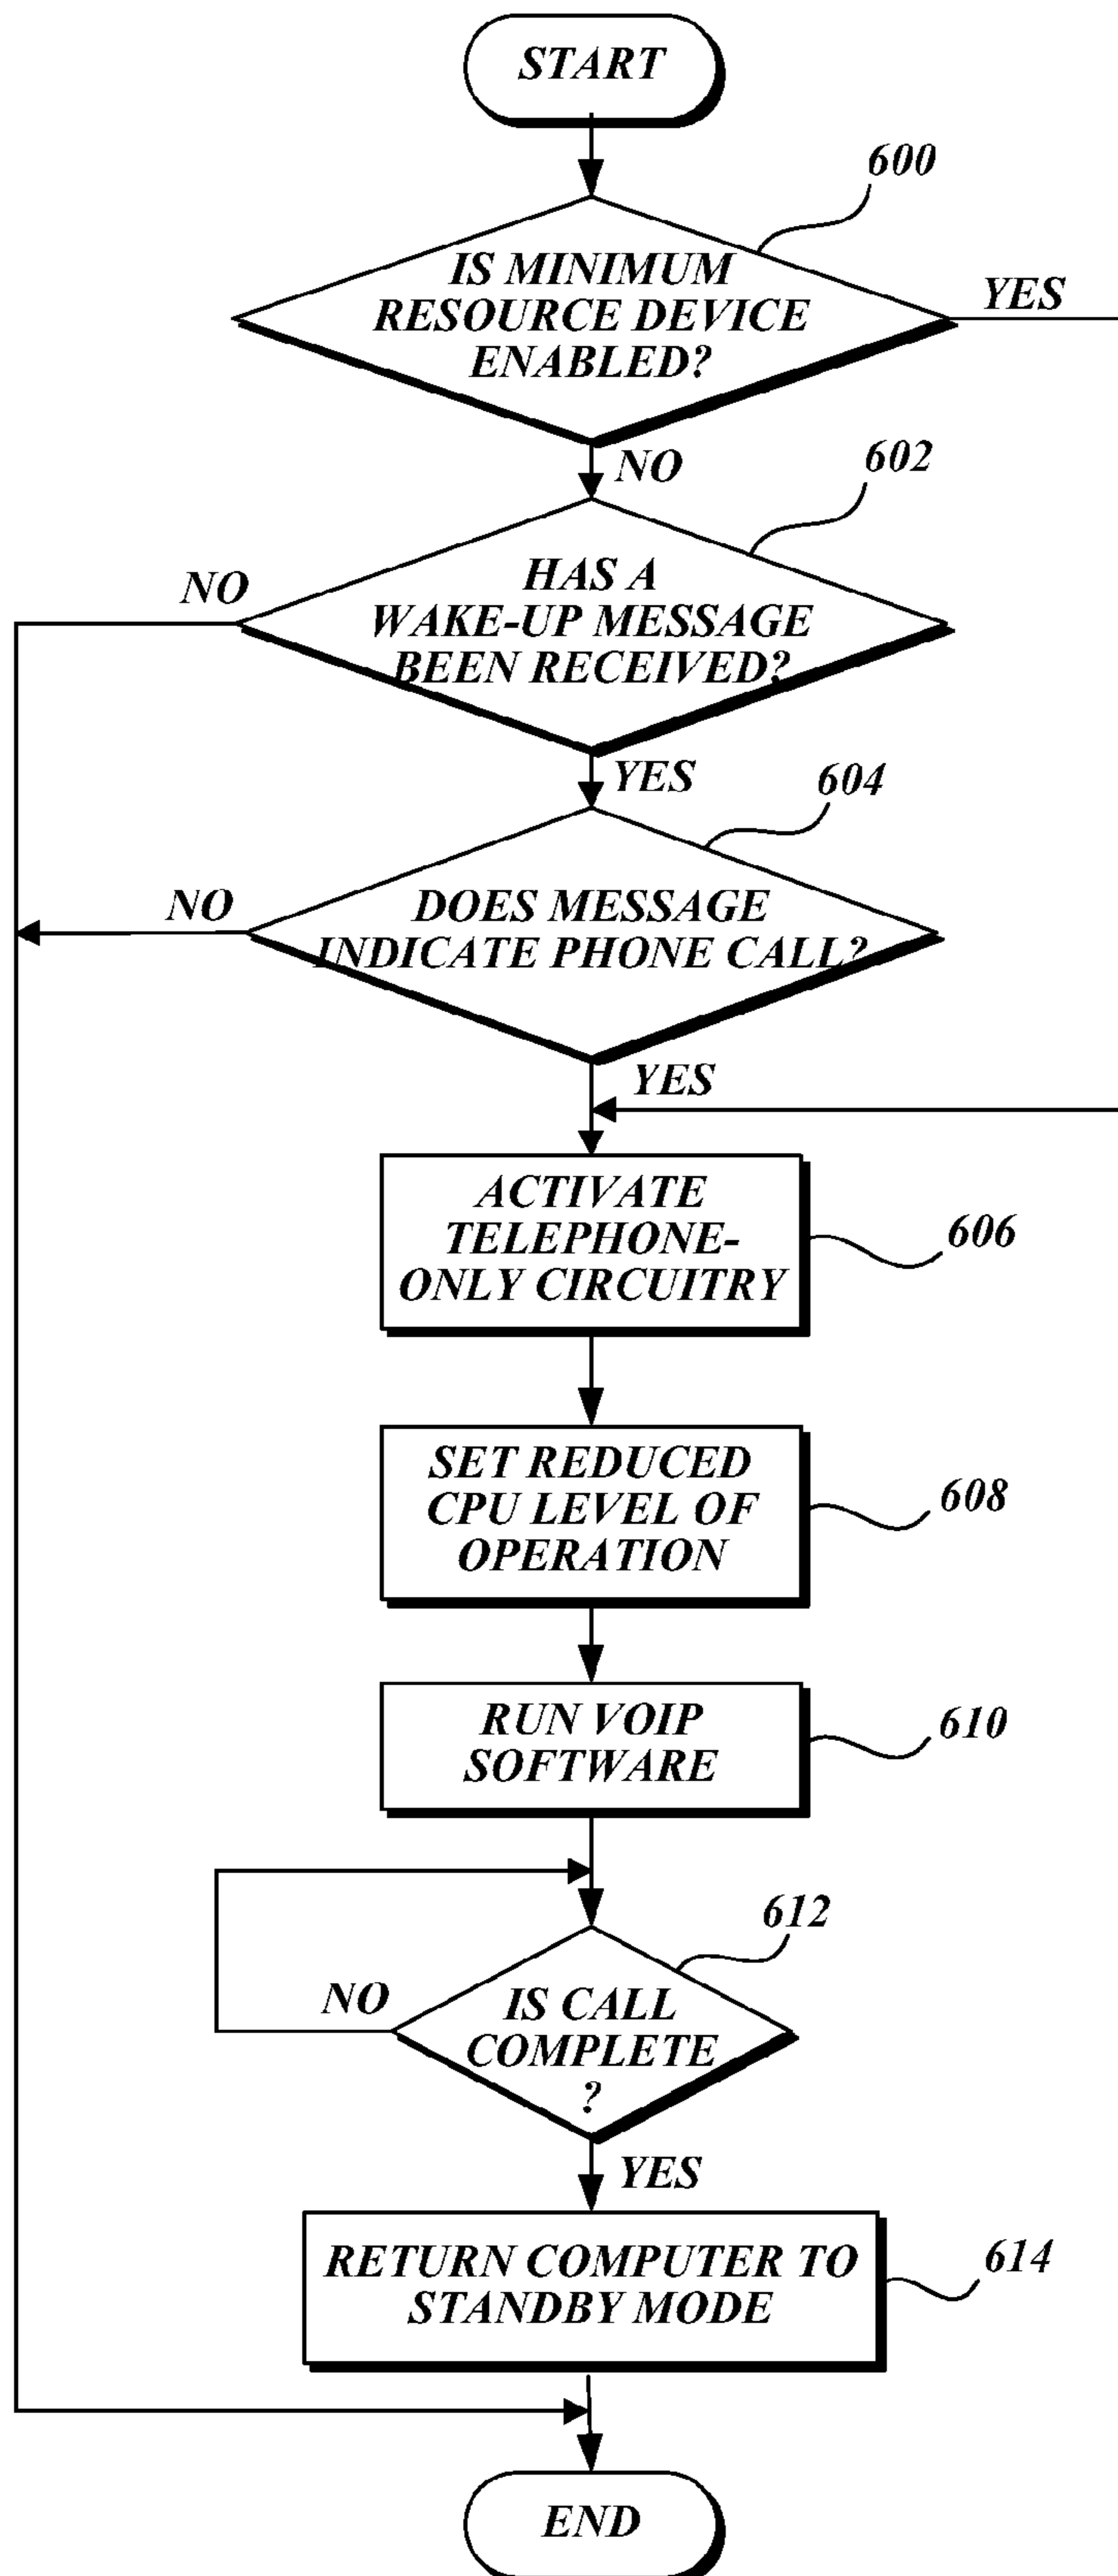 START
600
IS MINIMUM
RESOURCE DEVICE
ENABLED?
YES
NO
602
HAS A
WAKE-UP MESSAGE
BEEN RECEIVED?
NO
YES
604
DOES MESSAGE
INDICATE PHONE CALL?
NO
YES
ACTIVATE
TELEPHONE-
ONLY CIRCUITRY
606
SET REDUCED
CPU LEVEL OF
OPERATION
608
RUN VOIP
SOFTWARE
610
612
IS CALL
COMPLETE
?
NO
YES
RETURN COMPUTER TO
STANDBY MODE
614
END